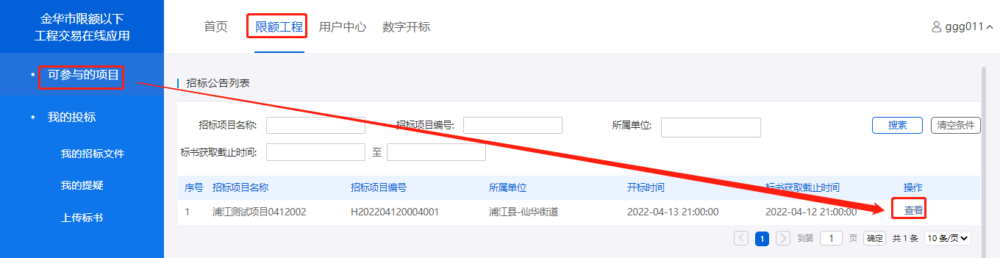 金华市限额以下
工程交易在线应用
首页
限额工程
用户中心
数字开标
ggg011
可参与的项目
我的投标
我的招标文件
我的提疑
上传标书
招标公告列表
招标项目名称:
招标项目编号:
所属单位:
搜索
清空条件
标书获取截止时间:
至
序号 招标项目名称 招标项目编号 所属单位 开标时间 标书获取截止时间 操作
1 浦江测试项目0412002 H202204120004001 浦江县-仙华街道 2022-04-13 21:00:00 2022-04-12 21:00:00 查看
1 到第 1 页 确定 共 1 条 10 条/页